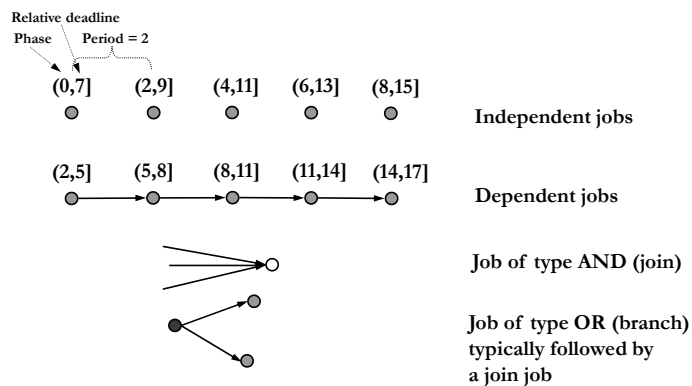 Relative deadline
Phase Period = 2
(0,7] (2,9] (4,11] (6,13] (8,15]
Independent jobs
(2,5] (5,8] (8,11] (11,14] (14,17]
Dependent jobs
Job of type AND (join)
Job of type OR (branch)
typically followed by
a join job